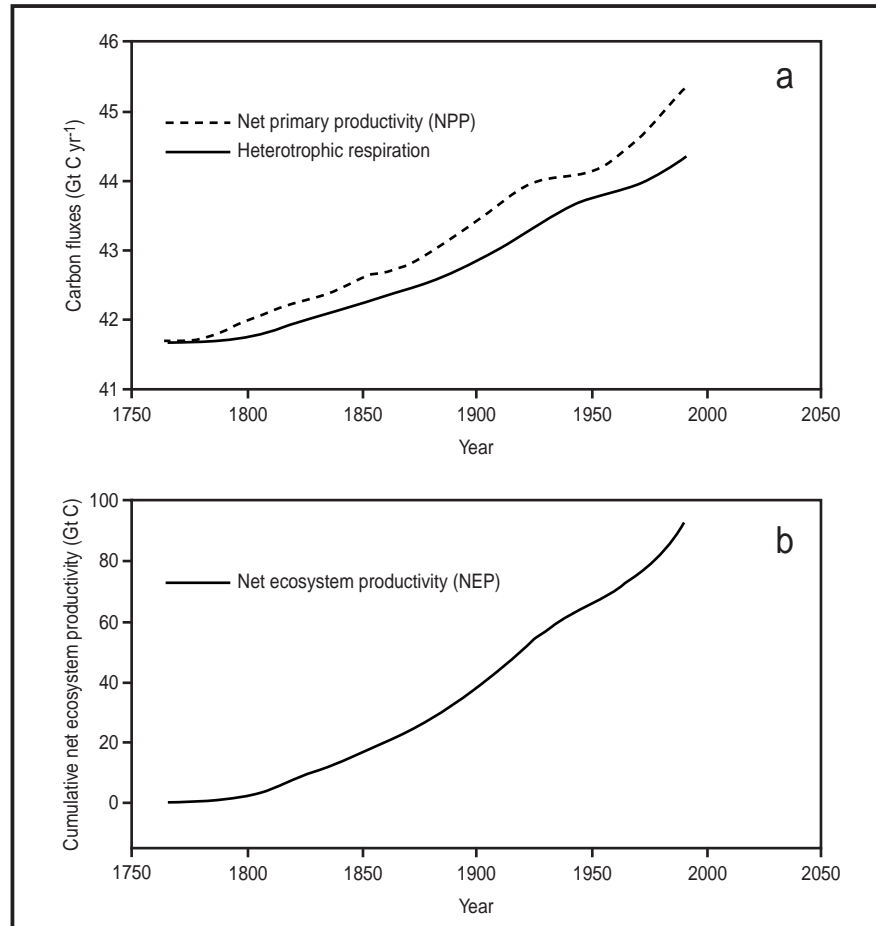 46
45
44
43
42
41
Carbon fluxes (Gt C yr-1)
a
Net primary productivity (NPP)
Heterotrophic respiration
1750 1800 1850 1900 1950 2000 2050
Year
100
80
60
40
20
0
Cumulative net ecosystem productivity (Gt C)
b
Net ecosystem productivity (NEP)
1750 1800 1850 1900 1950 2000 2050
Year